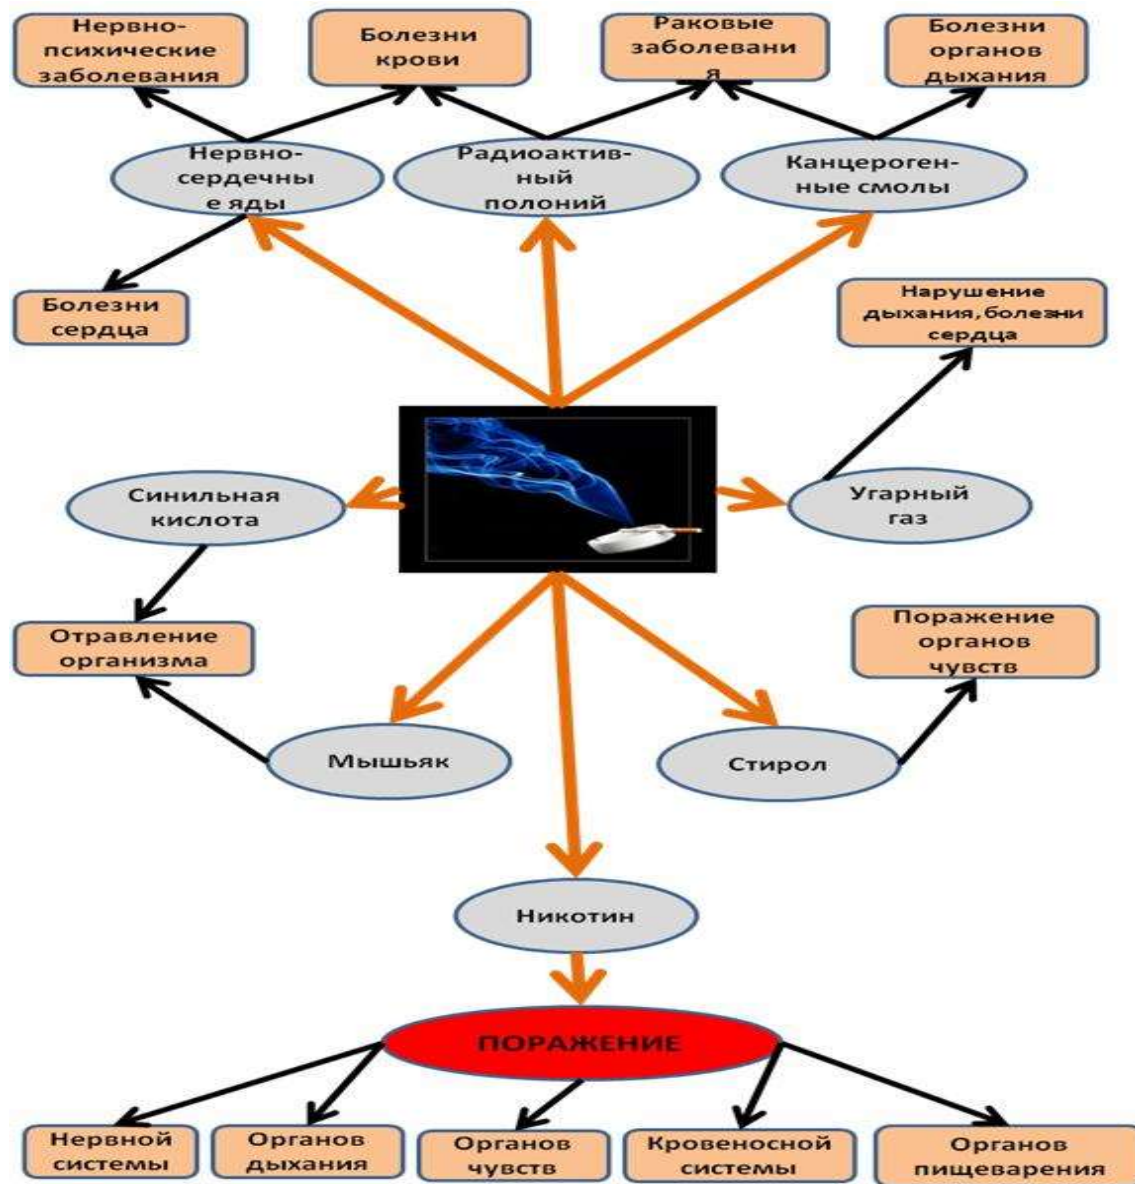 Нервно-
психические
заболевания
Болезни
крови
Раковые
заболевани
я
Болезни
органов
дыхания
Нервно-
сердечны
е яды
Радиоактив-
ный
полоний
Канцероген-
ные смолы
Болезни
сердца
Нарушение
дыхания,болезни
сердца
Синильная
кислота
Угарный
газ
Отравление
организма
Поражение
органов
чувств
Мышьяк
Стирол
Никотин
ПОРАЖЕНИЕ
Нервной
системы
Органов
дыхания
Органов
чувств
Кровеносной
системы
Органов
пищеварения